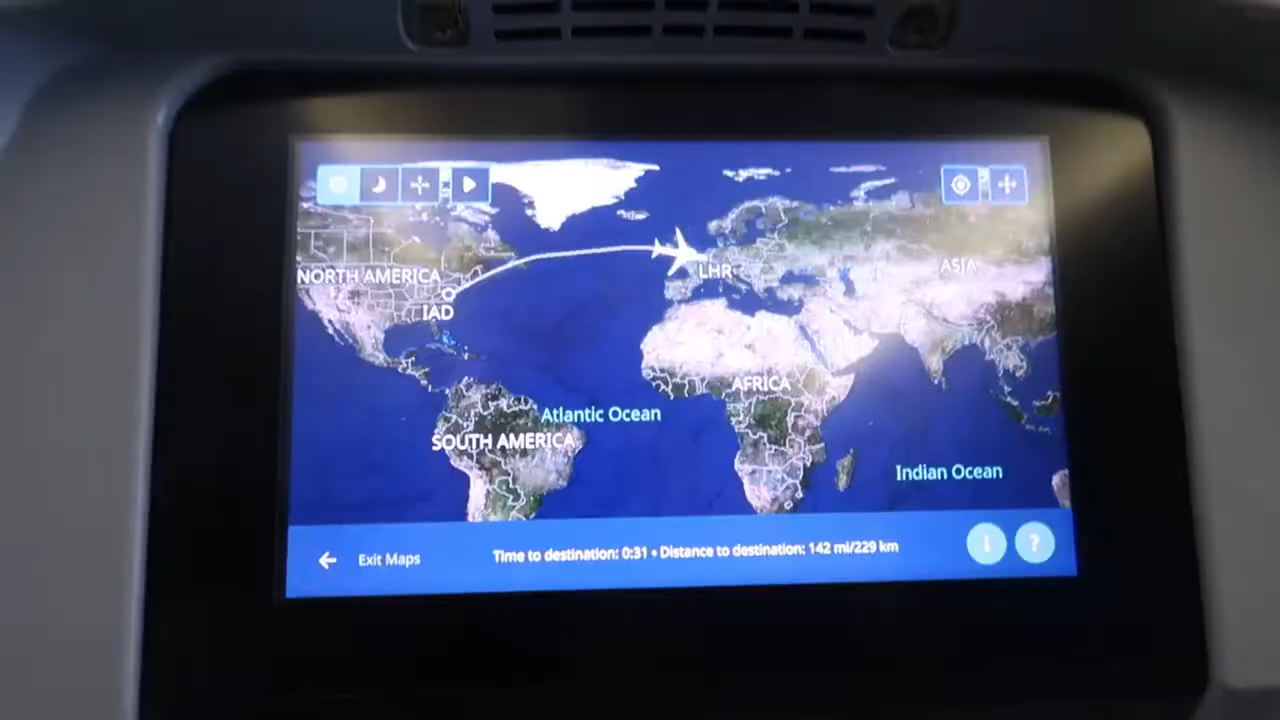 NORTH AMERICA
LHR
ASIA
IAD
AFRICA
Atlantic Ocean
SOUTH AMERICA
Indian Ocean
Exit Maps
Time to destination: 0:31 • Distance to destination: 142 mi/229 km
i
?